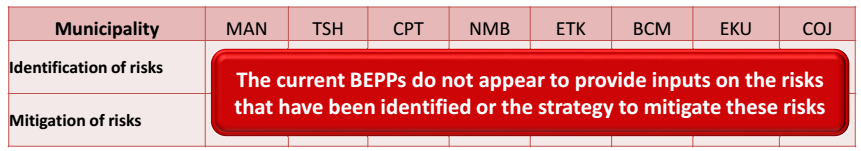 Municipality MAN TSH CPT NMB ETK BCM EKU COJ
Identification of risks
The current BEPPs do not appear to provide inputs on the risks
that have been identified or the strategy to mitigate these risks
Mitigation of risks